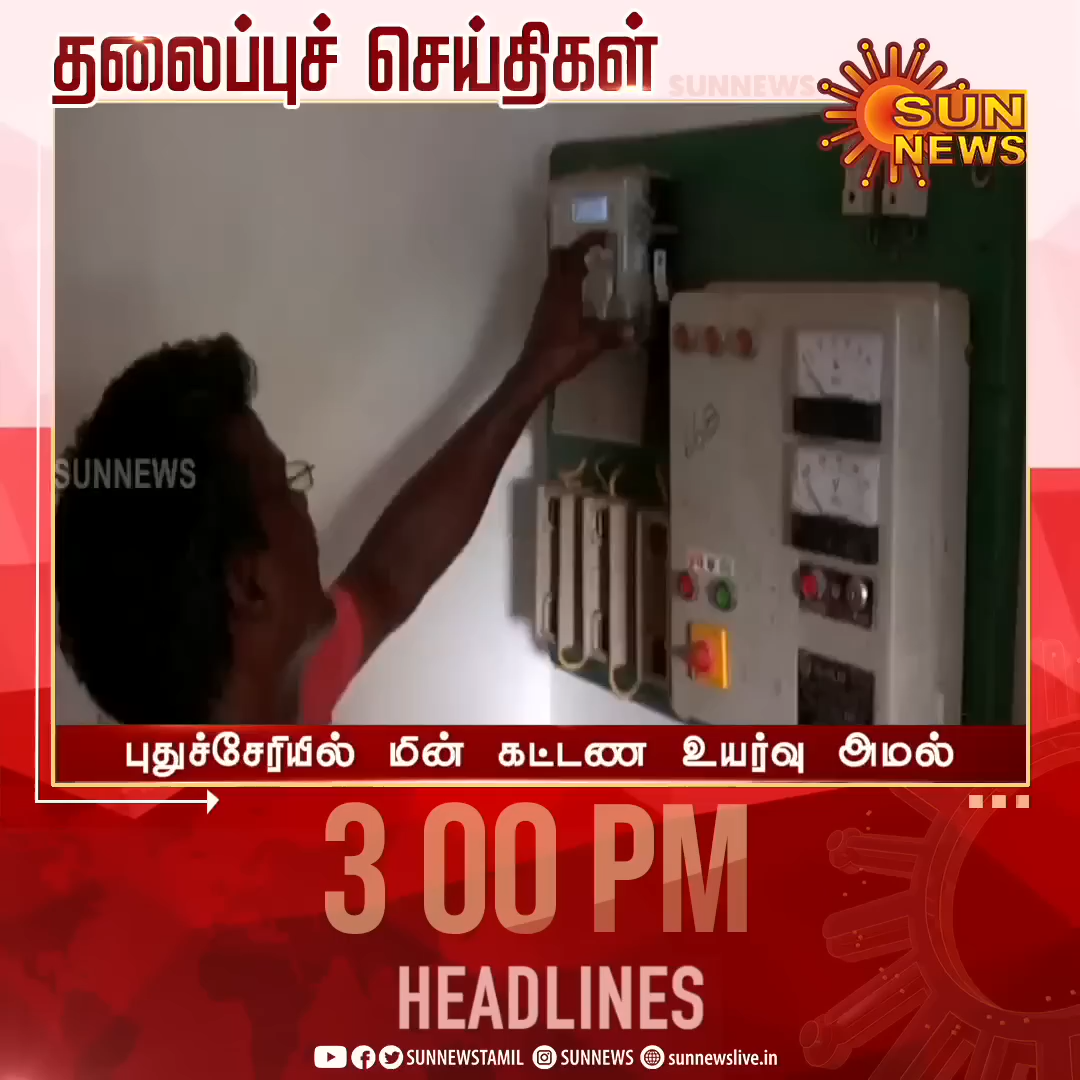 தலைப்புச் செய்திகள்
SUNNEWS
SUN
NEWS
SUNNEWS
புதுச்சேரியில் மின் கட்டண உயர்வு அமல்
3 00 PM
HEADLINES
SUNNEWSTAMIL SUNNEWS sunnewslive.in